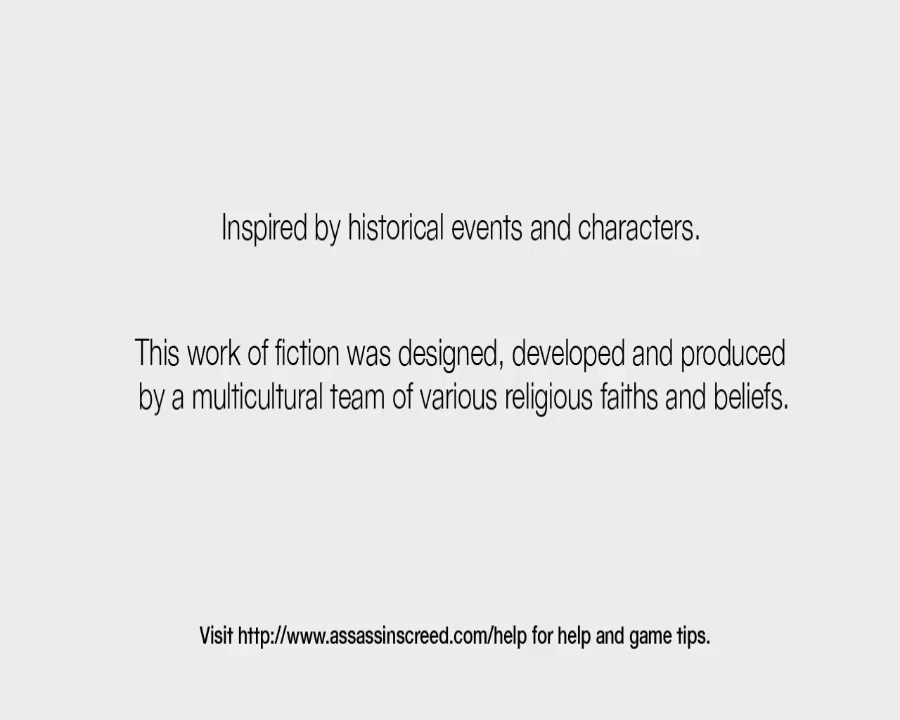 Inspired by historical events and characters.
This work of fiction was designed, developed and produced
by a multicultural team of various religious faiths and beliefs.
Visit http://www.assassinscreed.com/help for help and game tips.